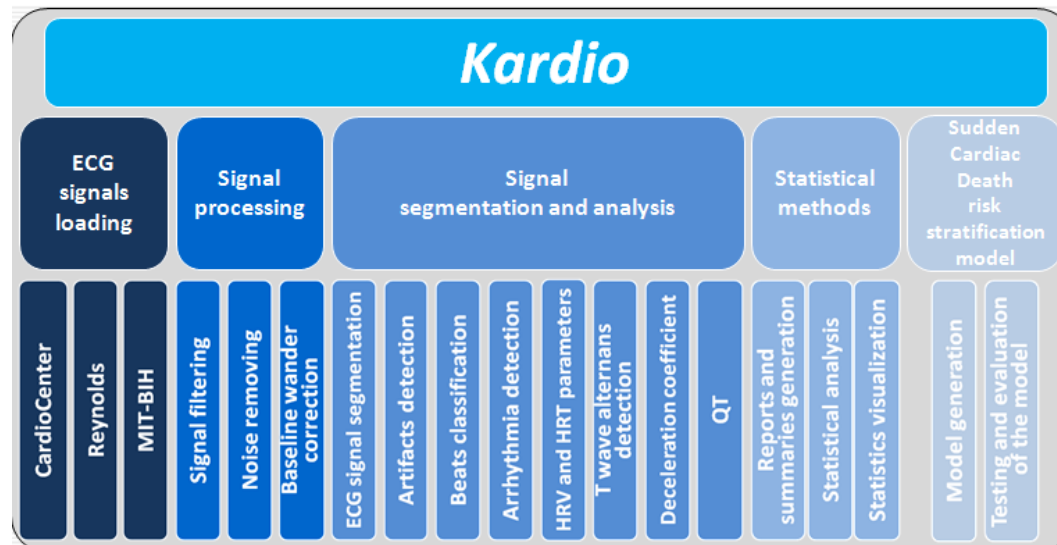 Kardio
ECG
signals
loading
Signal
processing
Signal
segmentation and analysis
Statistical
methods
Sudden
Cardiac
Death
risk
stratification
model
CardioCenter
Reynolds
MIT-BIH
Signal filtering
Noise removing
Baseline wander
correction
ECG signal segmentation
Artifacts detection
Beats classification
Arrhythmia detection
HRV and HRT parameters
T wave alternans
detection
Deceleration coefficient
QT
Reports and
summaries generation
Statistical analysis
Statistics visualization
Model generation
Testing and evaluation
of the model